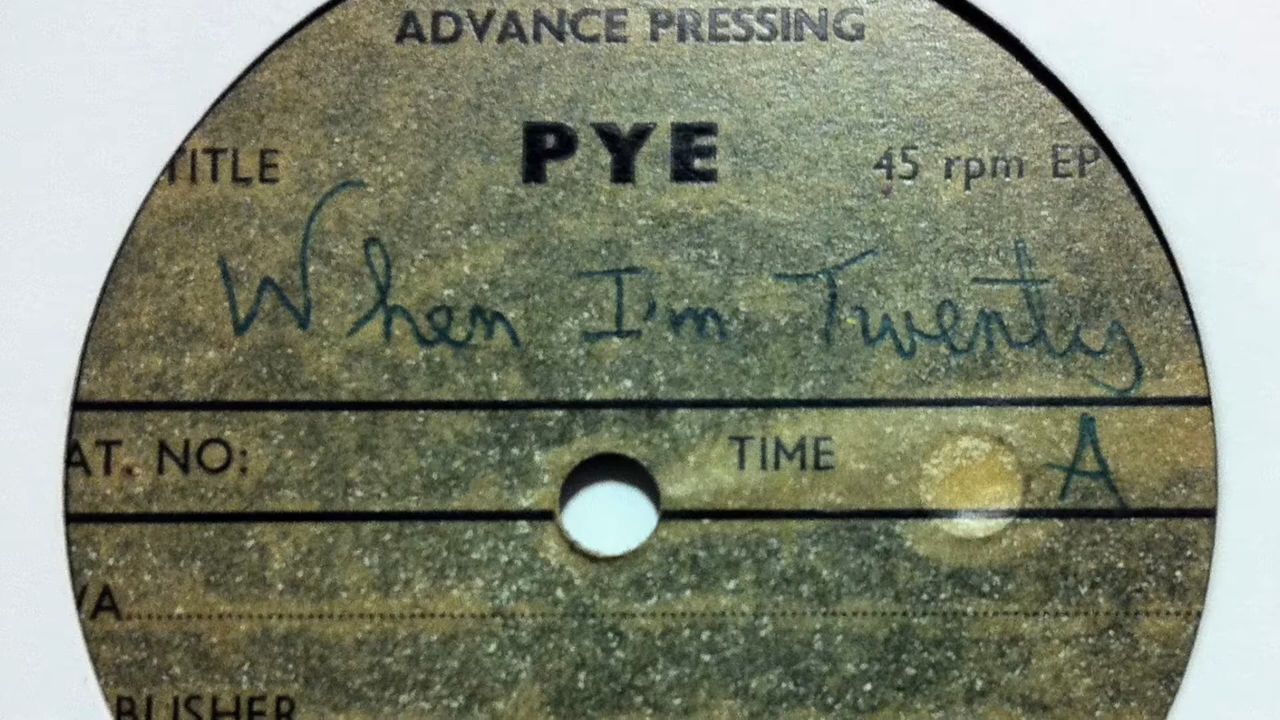 ADVANCE PRESSING
PYE
TITLE 45 rpm EP
When I'm Twenty
AT. NO: TIME A
/A
BLISHER